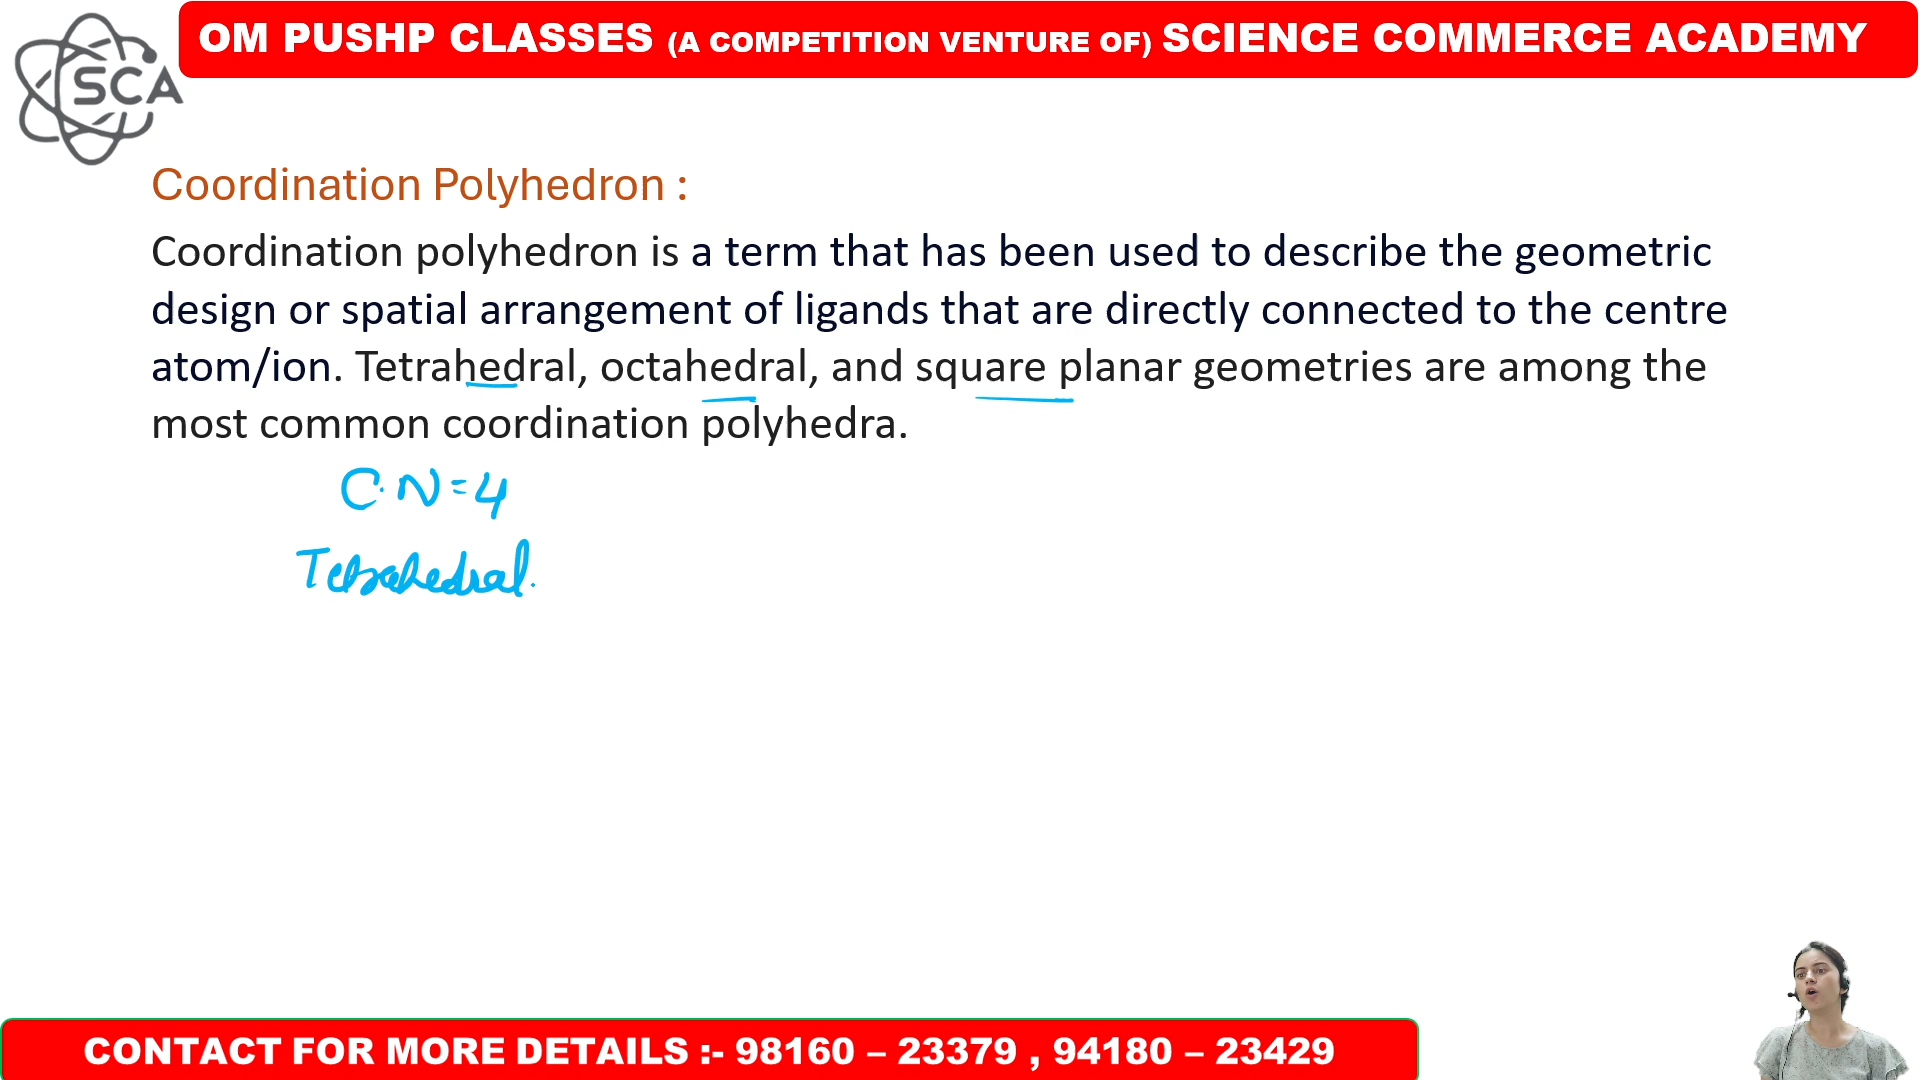 OM PUSHP CLASSES (A COMPETITION VENTURE OF) SCIENCE COMMERCE ACADEMY
SCA
Coordination Polyhedron :
Coordination polyhedron is a term that has been used to describe the geometric
design or spatial arrangement of ligands that are directly connected to the centre
atom/ion. Tetrahedral, octahedral, and square planar geometries are among the
most common coordination polyhedra.
C.N=4
Tetrahedral.
CONTACT FOR MORE DETAILS :- 98160 – 23379 , 94180 – 23429